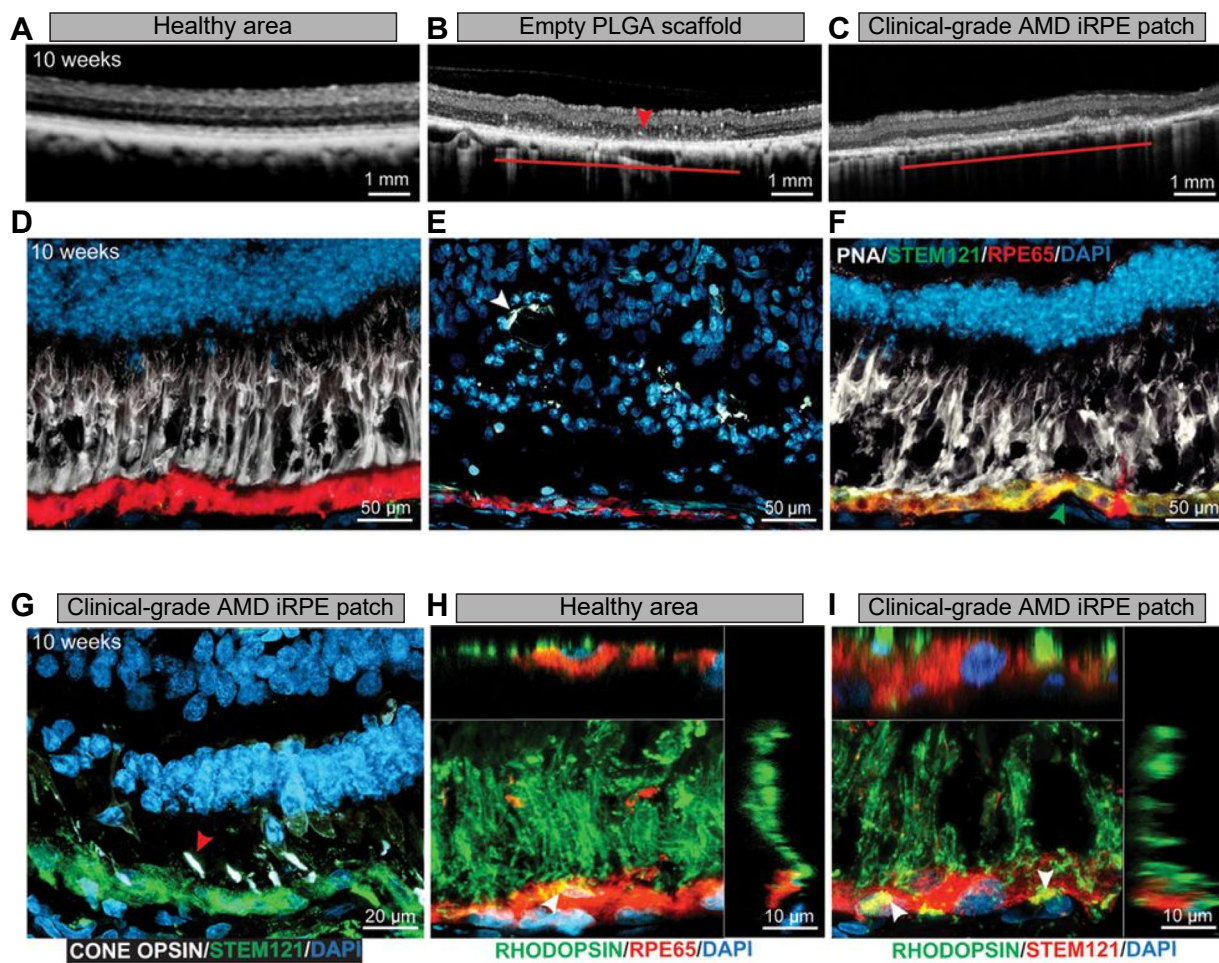 A Healthy area
B Empty PLGA scaffold
C Clinical-grade AMD iRPE patch
10 weeks
1 mm
1 mm
1 mm
D
E
F
10 weeks
PNA/STEM121/RPE65/DAPI
50 µm
50 µm
50 µm
G Clinical-grade AMD iRPE patch
H Healthy area
I Clinical-grade AMD iRPE patch
10 weeks
20 µm
10 µm
10 µm
CONE OPSIN/STEM121/DAPI
RHODOPSIN/RPE65/DAPI
RHODOPSIN/STEM121/DAPI